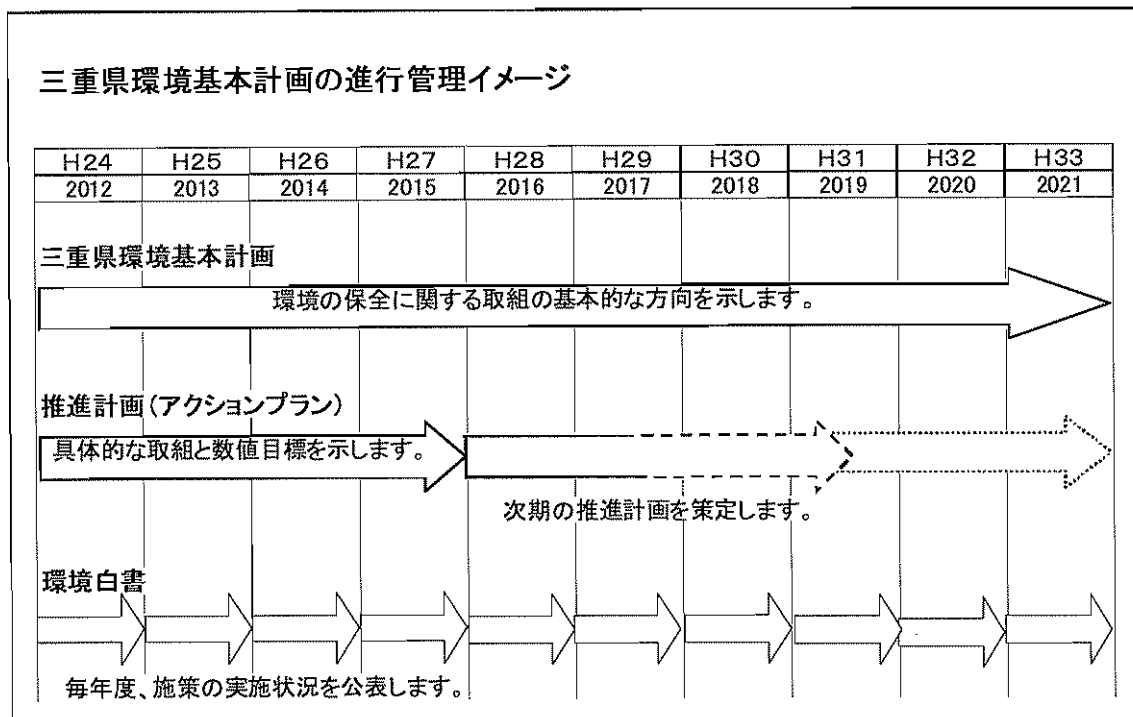 三重県環境基本計画の進行管理イメージ
H24 H25 H26 H27 H28 H29 H30 H31 H32 H33
2012 2013 2014 2015 2016 2017 2018 2019 2020 2021
三重県環境基本計画
環境の保全に関する取組の基本的な方向を示します。
推進計画(アクションプラン)
具体的な取組と数値目標を示します。
次期の推進計画を策定します。
環境白書
毎年度、施策の実施状況を公表します。